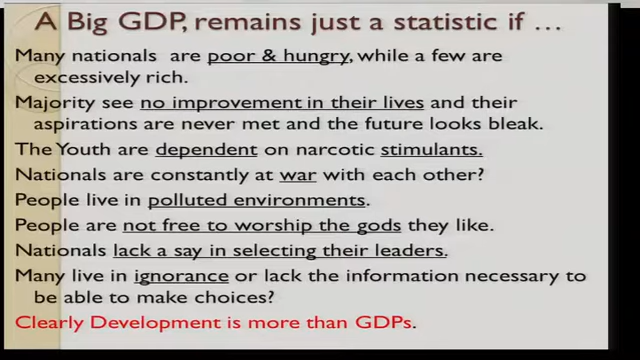 A Big GDP, remains just a statistic if …
Many nationals are poor & hungry, while a few are
excessively rich.
Majority see no improvement in their lives and their
aspirations are never met and the future looks bleak.
The Youth are dependent on narcotic stimulants.
Nationals are constantly at war with each other?
People live in polluted environments.
People are not free to worship the gods they like.
Nationals lack a say in selecting their leaders.
Many live in ignorance or lack the information necessary to
be able to make choices?
Clearly Development is more than GDPs.